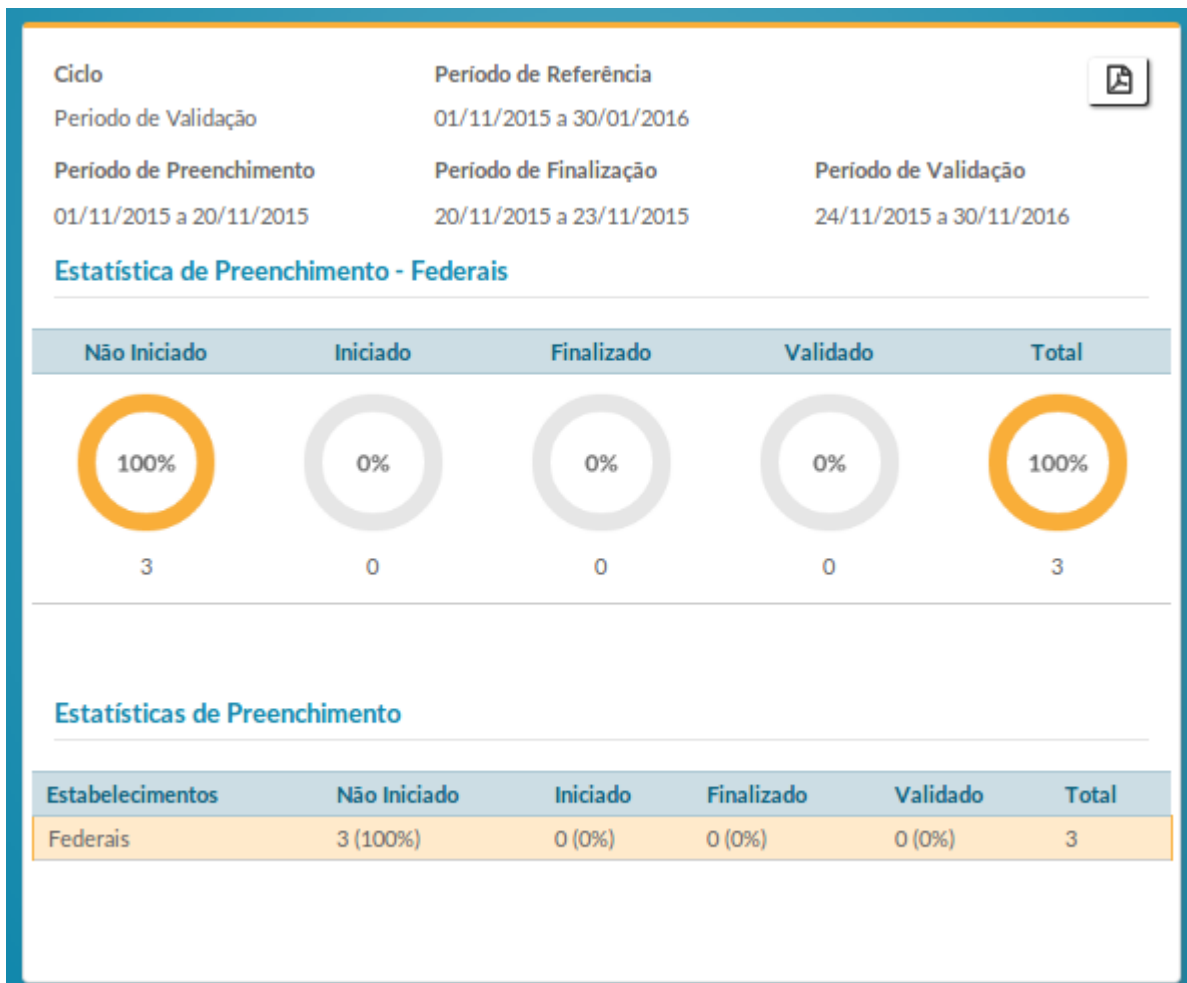 Ciclo Período de Referência
Periodo de Validação 01/11/2015 a 30/01/2016
Período de Preenchimento Período de Finalização Período de Validação
01/11/2015 a 20/11/2015 20/11/2015 a 23/11/2015 24/11/2015 a 30/11/2016
Estatística de Preenchimento - Federais
Não Iniciado Iniciado Finalizado Validado Total
100% 0% 0% 0% 100%
3 0 0 0 3
Estatísticas de Preenchimento
Estabelecimentos Não Iniciado Iniciado Finalizado Validado Total
Federais 3 (100%) 0 (0%) 0 (0%) 0 (0%) 3